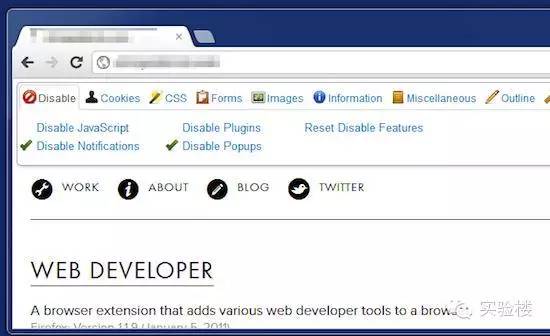 Disable Cookies CSS Forms Images Information Miscellaneous Outline
Disable JavaScript Disable Plugins Reset Disable Features
Disable Notifications Disable Popups
WORK ABOUT BLOG TWITTER
WEB DEVELOPER
A browser extension that adds various web developer tools to a
Firefox: Version 1.1.9 (January 5, 2011)
实验楼